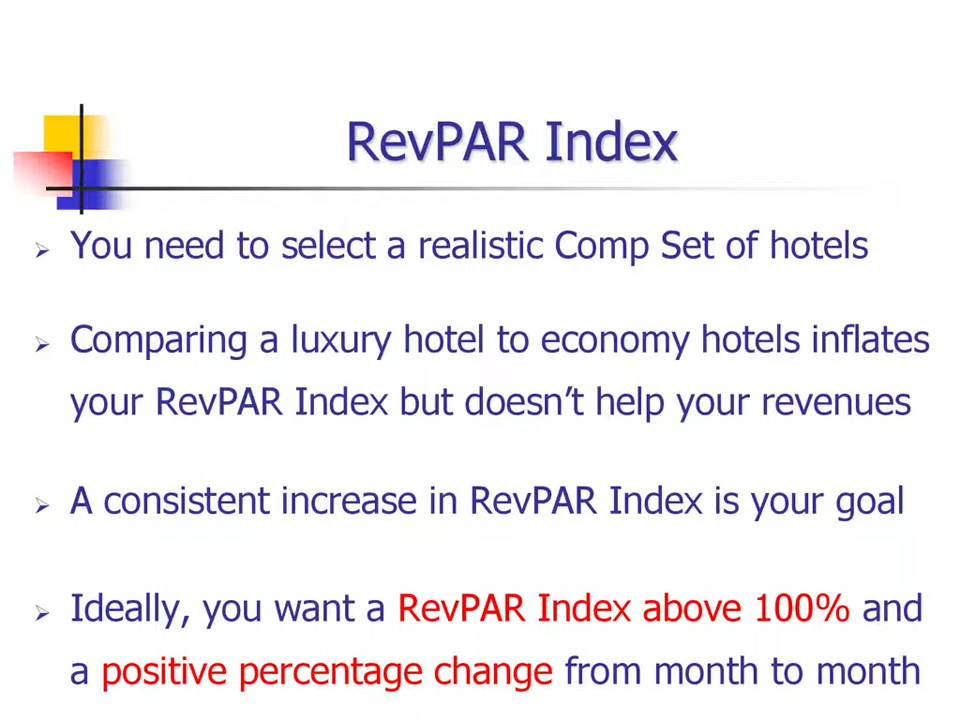 RevPAR Index
You need to select a realistic Comp Set of hotels
Comparing a luxury hotel to economy hotels inflates
your RevPAR Index but doesn’t help your revenues
A consistent increase in RevPAR Index is your goal
Ideally, you want a RevPAR Index above 100% and
a positive percentage change from month to month